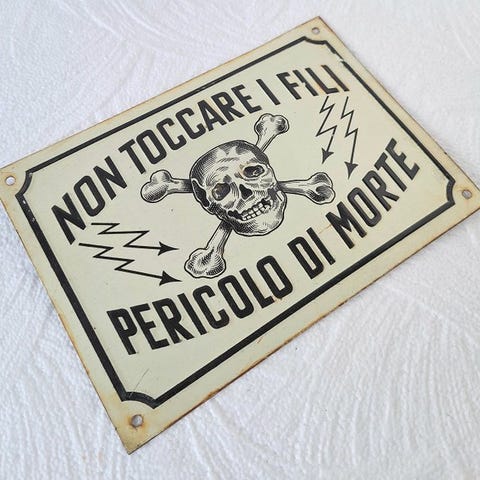 NON TOCCARE I FILI
PERICOLO DI MORTE